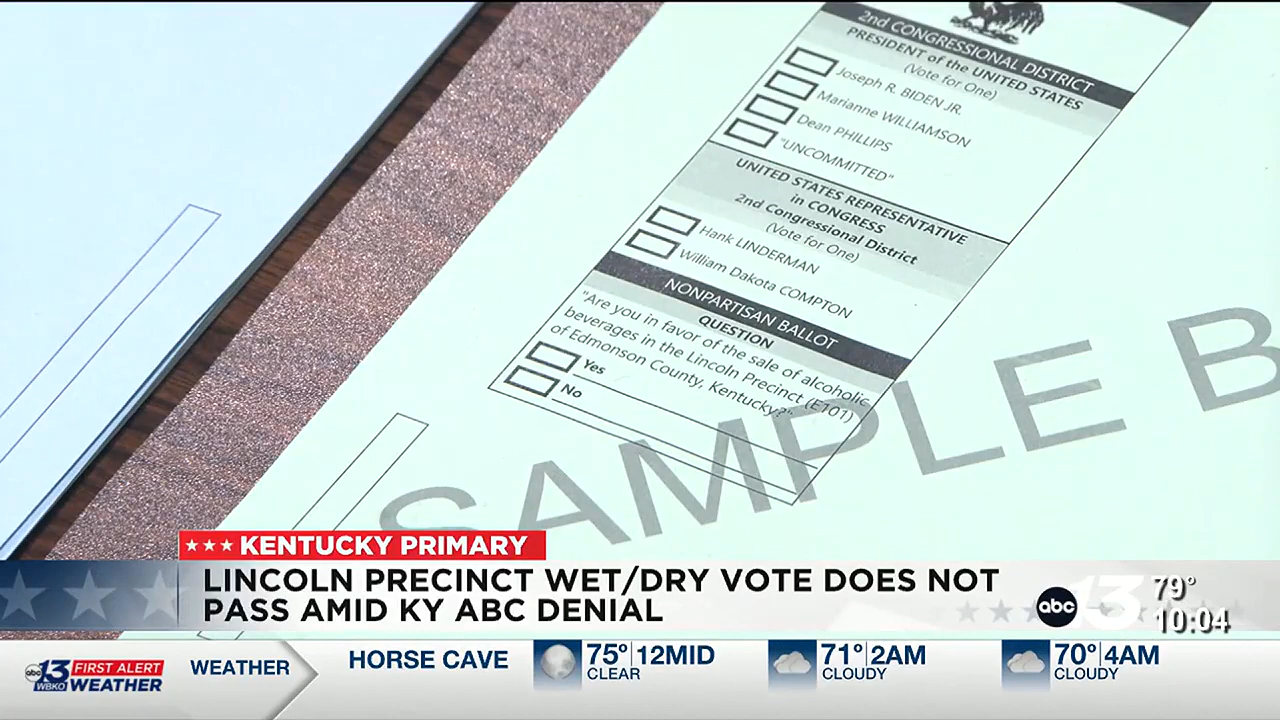 2nd CONGRESSIONAL DISTRICT
PRESIDENT of the UNITED STATES
(Vote for One)
Joseph R. BIDEN JR.
Marianne WILLIAMSON
Dean PHILLIPS
"UNCOMMITTED"
UNITED STATES REPRESENTATIVE
in CONGRESS
2nd Congressional District
(Vote for One)
Hank LINDERMAN
William Dakota COMPTON
NONPARTISAN BALLOT
QUESTION
"Are you in favor of the sale of alcoholic
beverages in the Lincoln Precinct (E101)
of Edmonson County, Kentucky?"
Yes
No
SAMPLE B
KENTUCKY PRIMARY
LINCOLN PRECINCT WET/DRY VOTE DOES NOT
PASS AMID KY ABC DENIAL
abc 13
79°
10:04
abc 13 WBKO FIRST ALERT WEATHER
WEATHER
HORSE CAVE
75° 12MID
CLEAR
71° 2AM
CLOUDY
70° 4AM
CLOUDY